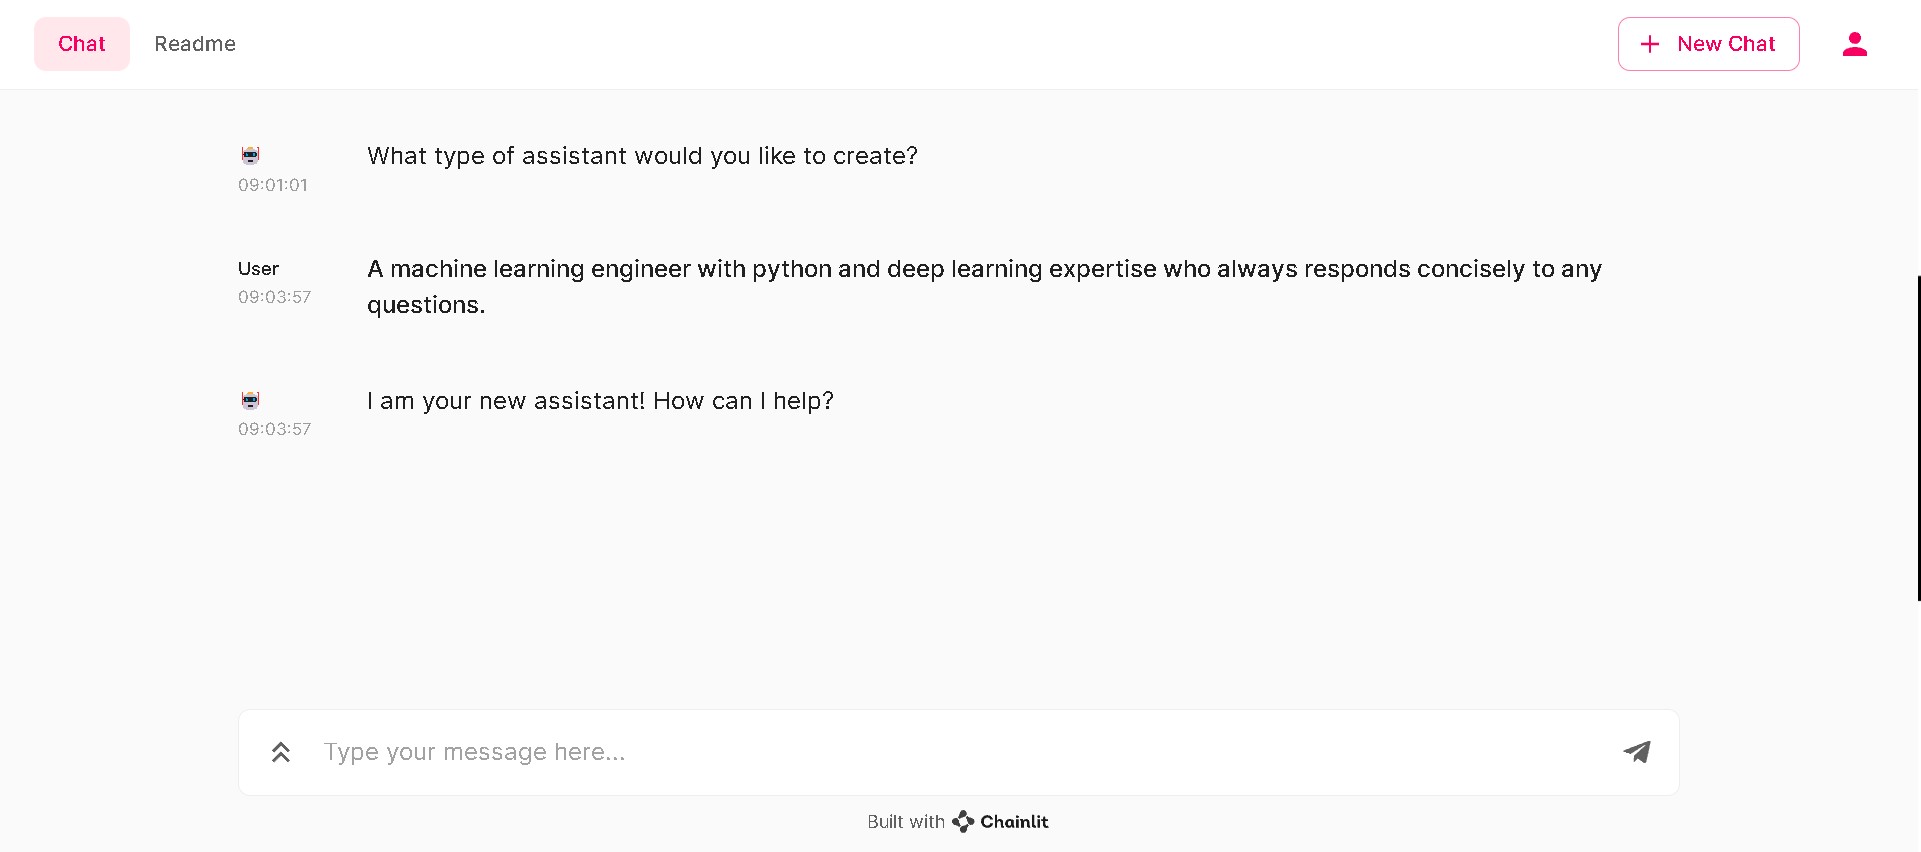 Chat
Readme
New Chat
What type of assistant would you like to create?
09:01:01
User
A machine learning engineer with python and deep learning expertise who always responds concisely to any
questions.
09:03:57
I am your new assistant! How can I help?
09:03:57
Type your message here...
Built with Chainlit